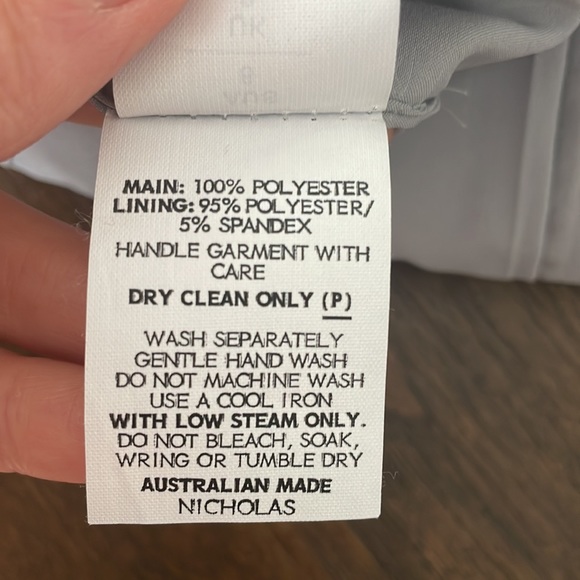 MAIN: 100% POLYESTER
LINING: 95% POLYESTER/
5% SPANDEX
HANDLE GARMENT WITH
CARE
DRY CLEAN ONLY (P)
WASH SEPARATELY
GENTLE HAND WASH
DO NOT MACHINE WASH
USE A COOL IRON
WITH LOW STEAM ONLY.
DO NOT BLEACH, SOAK,
WRING OR TUMBLE DRY
AUSTRALIAN MADE
NICHOLAS